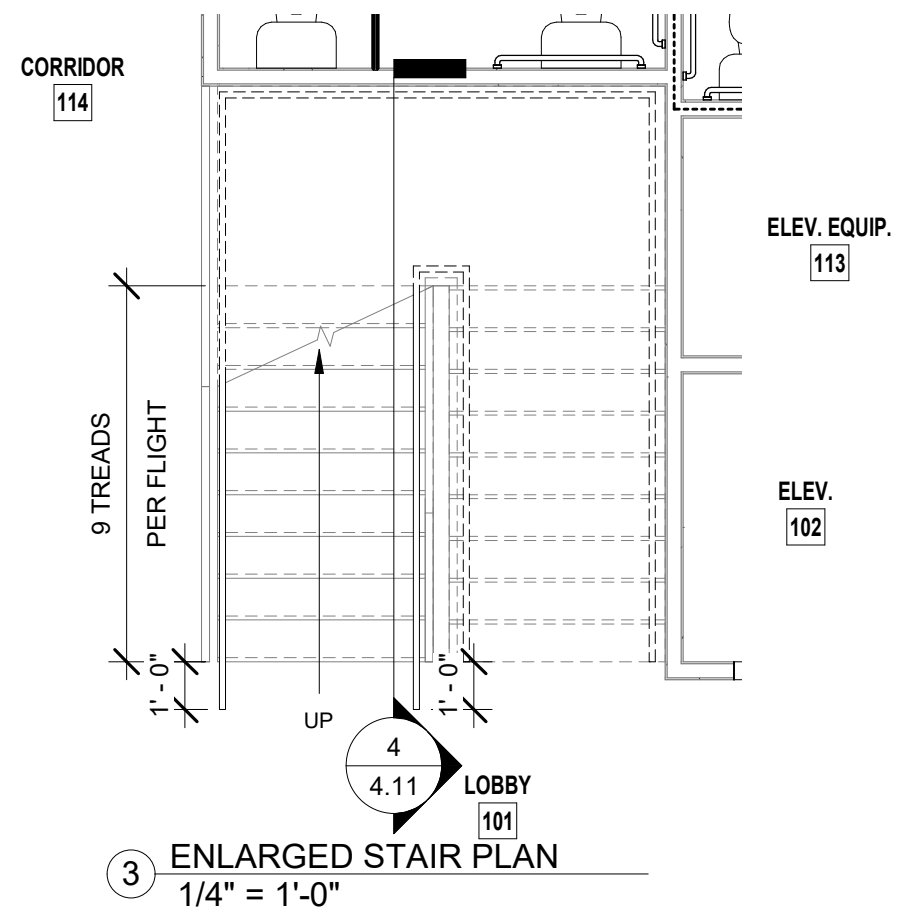 CORRIDOR
114
ELEV. EQUIP.
113
9 TREADS
PER FLIGHT
ELEV.
102
1' - 0"
1' - 0"
UP
4
4.11
LOBBY
101
3
ENLARGED STAIR PLAN
1/4" = 1'-0"